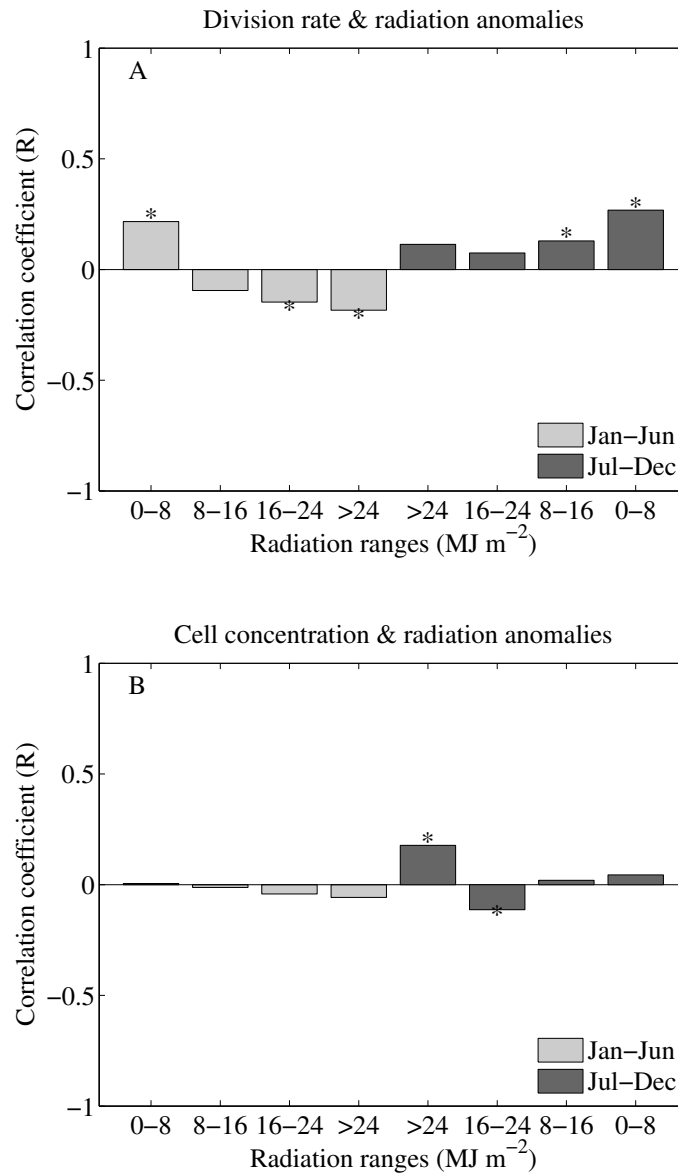 Division rate & radiation anomalies
A
1
0.5
0
−0.5
−1
Correlation coefficient (R)
*
*
*
*
*
Jan−Jun
Jul−Dec
0−8 8−16 16−24 >24 >24 16−24 8−16 0−8
Radiation ranges (MJ m⁻²)
Cell concentration & radiation anomalies
B
1
0.5
0
−0.5
−1
Correlation coefficient (R)
*
*
Jan−Jun
Jul−Dec
0−8 8−16 16−24 >24 >24 16−24 8−16 0−8
Radiation ranges (MJ m⁻²)